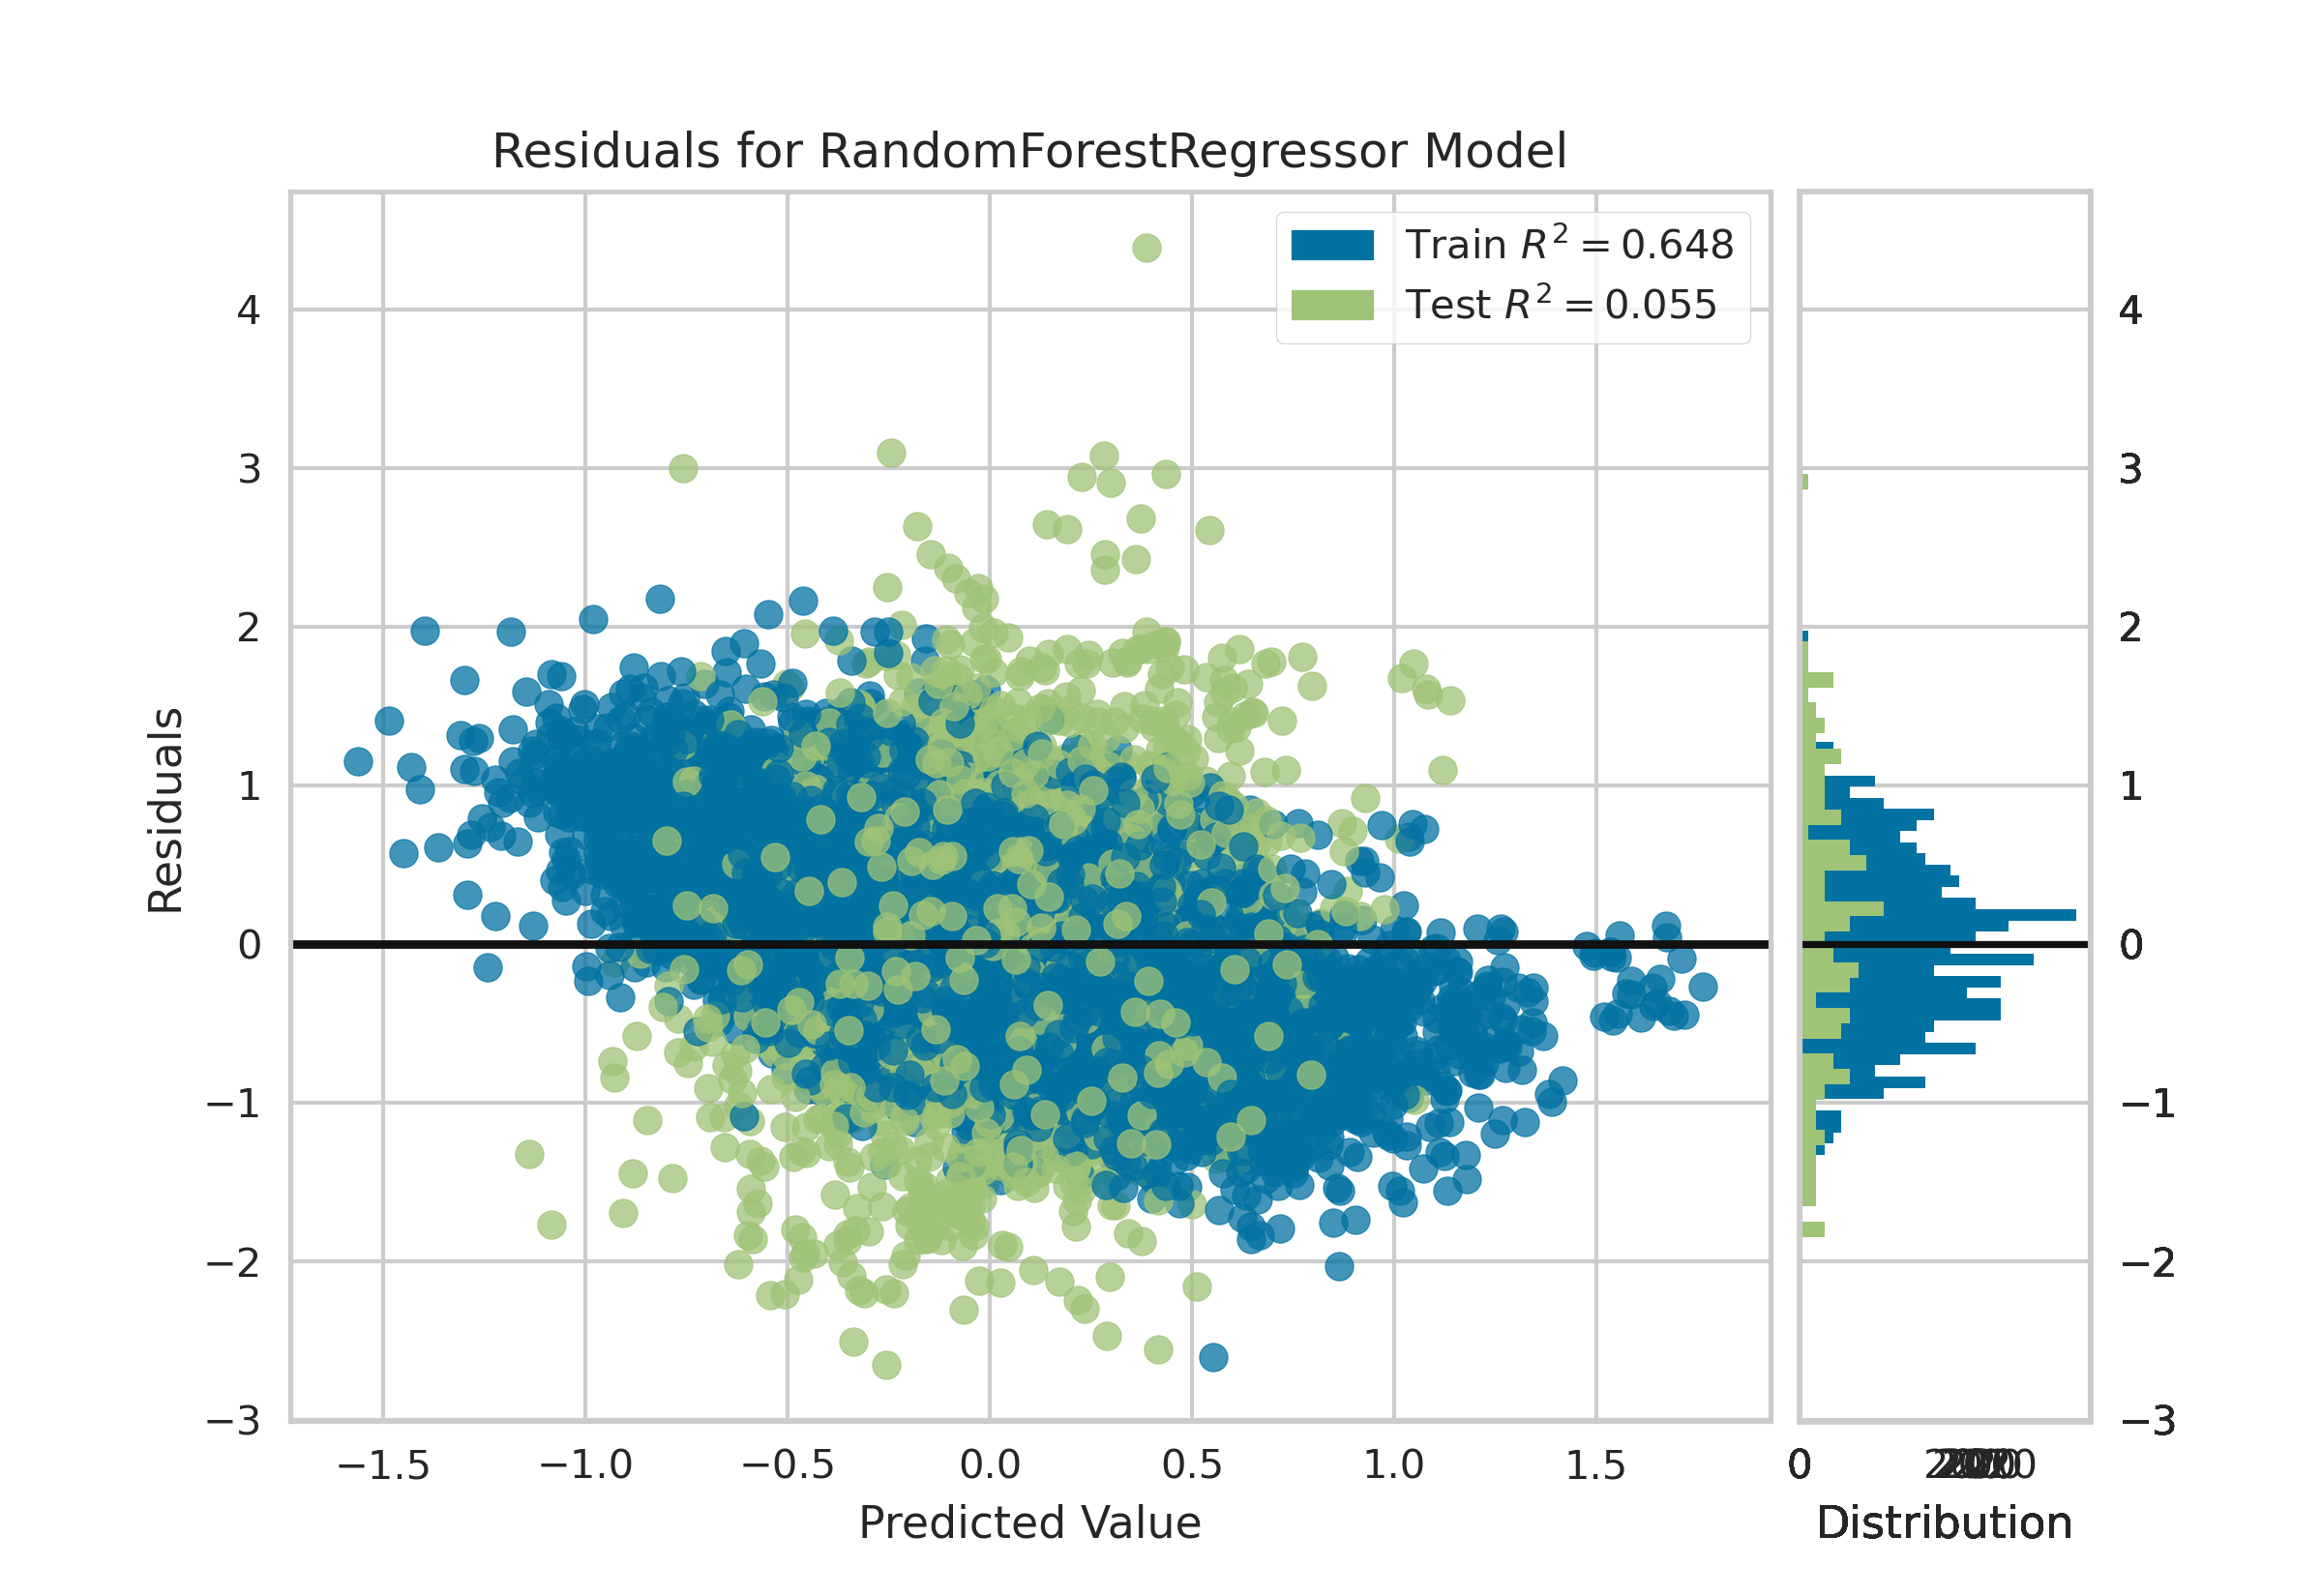 Residuals for RandomForestRegressor Model
Train R² = 0.648
Test R² = 0.055
Residuals
4
3
2
1
0
−1
−2
−3
4
3
2
1
0
−1
−2
−3
−1.5 −1.0 −0.5 0.0 0.5 1.0 1.5
0
Predicted Value
Distribution